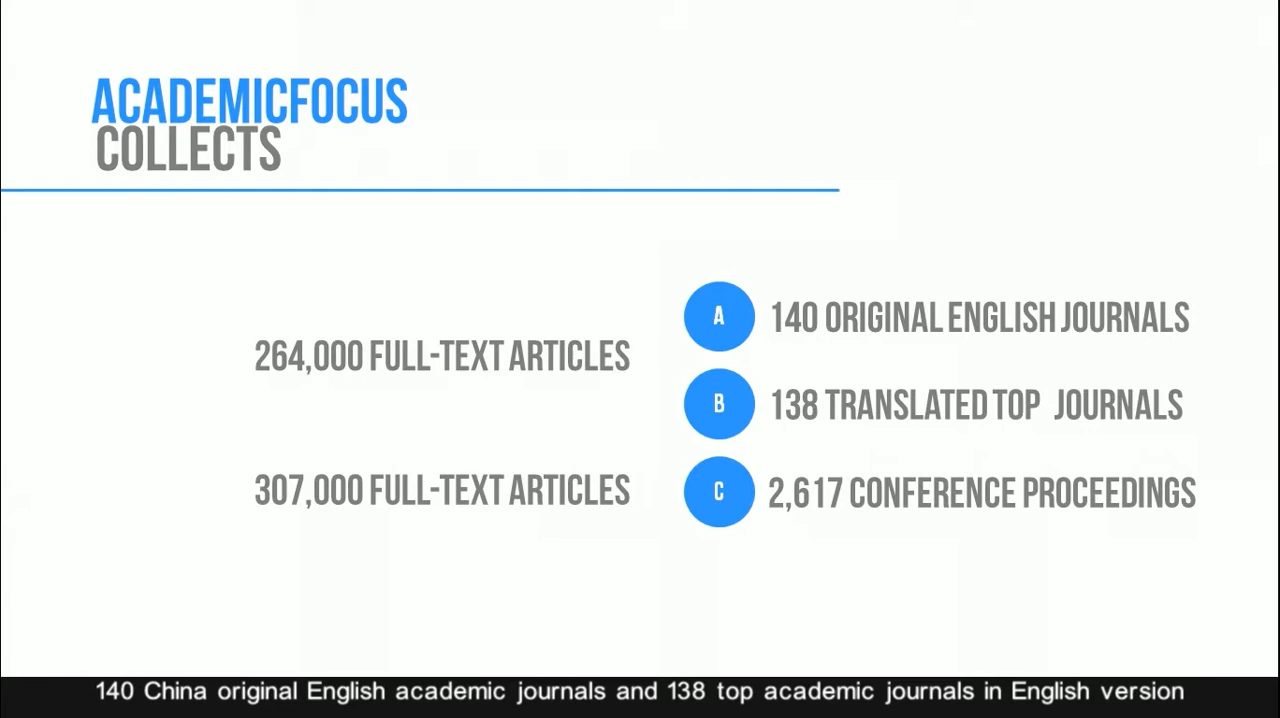 ACADEMICFOCUS
COLLECTS
264,000 FULL-TEXT ARTICLES
307,000 FULL-TEXT ARTICLES
A 140 ORIGINAL ENGLISH JOURNALS
B 138 TRANSLATED TOP JOURNALS
C 2,617 CONFERENCE PROCEEDINGS
140 China original English academic journals and 138 top academic journals in English version